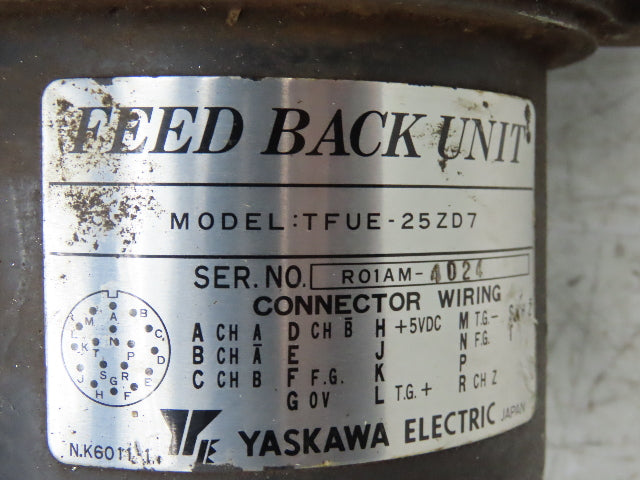 FEED BACK UNIT
MODEL:TFUE-25ZD7
SER.NO. R01AM-4024
CONNECTOR WIRING
A CH A D CH B̅ H +5VDC M T.G.-
B CH A̅ E J N F.G. T
C CH B F F.G. K P
G 0V L T.G.+ R CH Z
M A B
L N C
K T P D
J S R E
H G F
N.K6011.1. YASKAWA ELECTRIC JAPAN